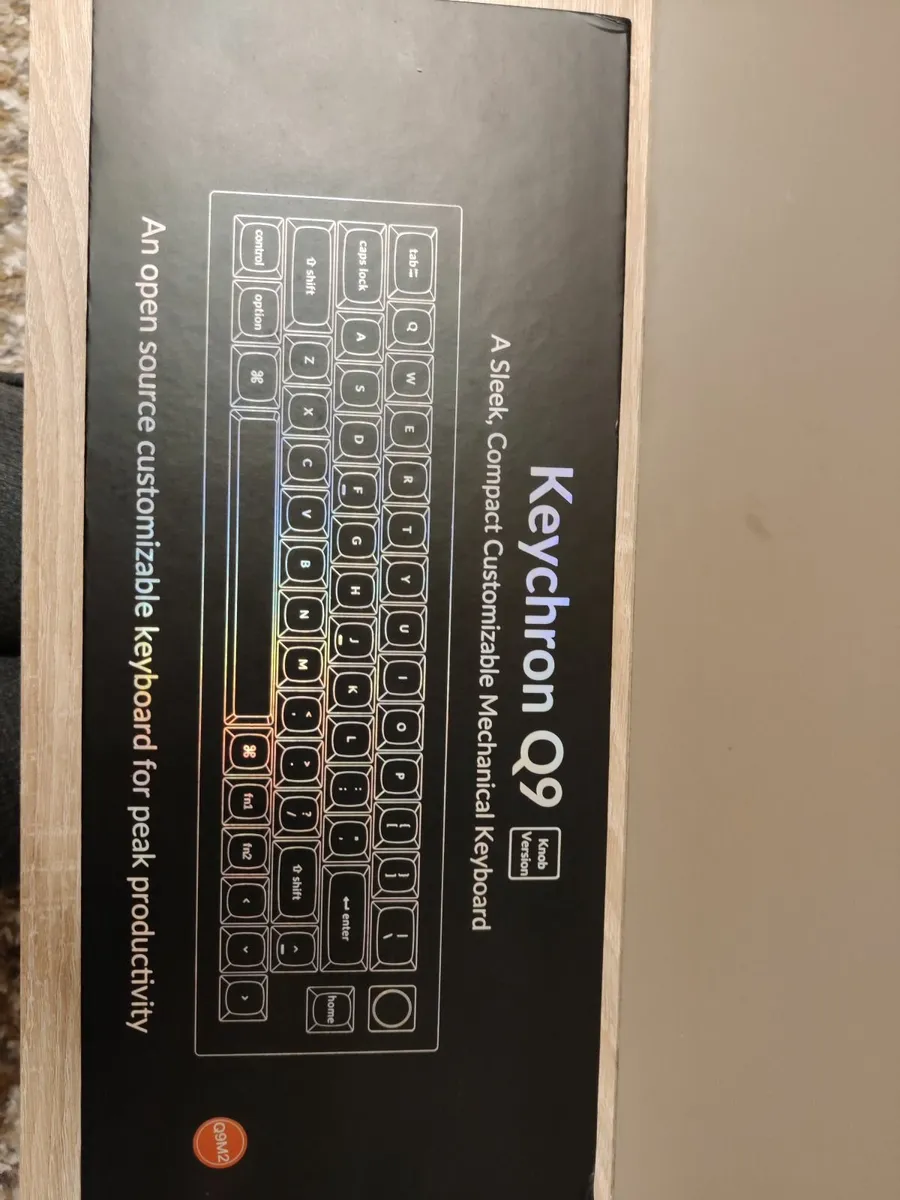 Keychron Q9 Knob
Version
A Sleek, Compact Customizable Mechanical Keyboard
tab Q W E R T Y U I O P { [ } ] | \
caps lock A S D F G H J K L : ; " ' enter
⇧ shift Z X C V B N M < , > . ? / ⇧ shift ^ home
control option ⌘ ⌘ fn1 fn2 < ˅ >
An open source customizable keyboard for peak productivity
Q9M2